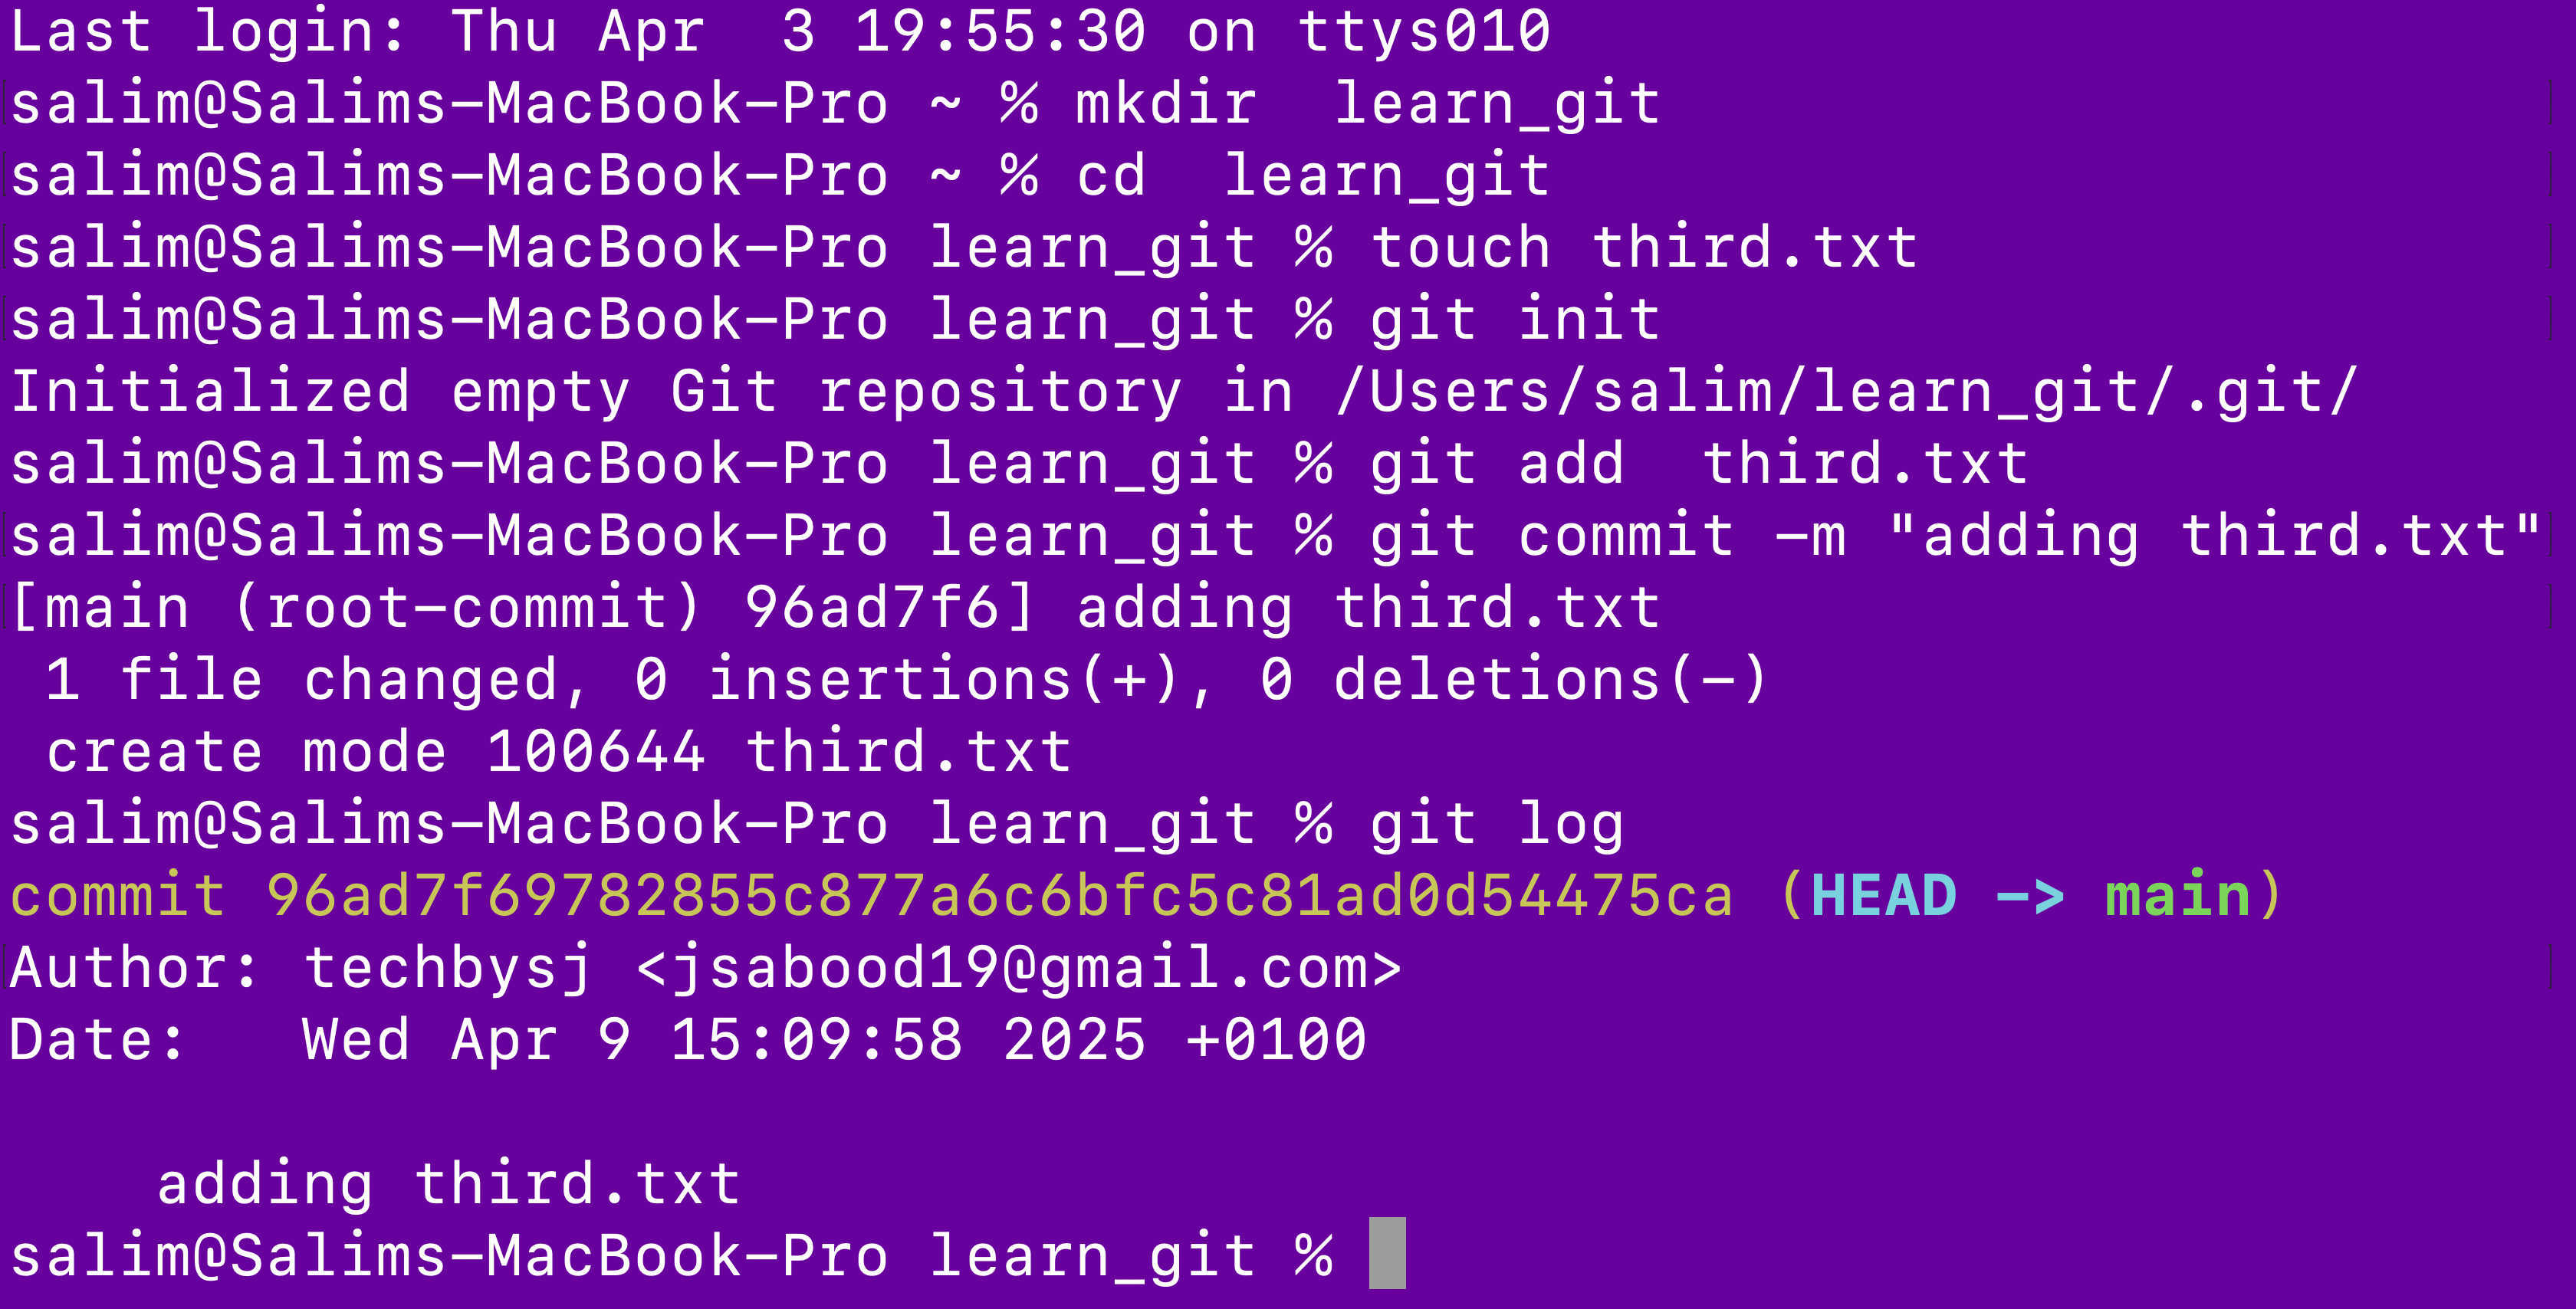 Last login: Thu Apr  3 19:55:30 on ttys010
salim@Salims-MacBook-Pro ~ % mkdir  learn_git
salim@Salims-MacBook-Pro ~ % cd  learn_git
salim@Salims-MacBook-Pro learn_git % touch third.txt
salim@Salims-MacBook-Pro learn_git % git init
Initialized empty Git repository in /Users/salim/learn_git/.git/
salim@Salims-MacBook-Pro learn_git % git add  third.txt
salim@Salims-MacBook-Pro learn_git % git commit -m "adding third.txt"
[main (root-commit) 96ad7f6] adding third.txt
 1 file changed, 0 insertions(+), 0 deletions(-)
 create mode 100644 third.txt
salim@Salims-MacBook-Pro learn_git % git log
commit 96ad7f69782855c877a6c6bfc5c81ad0d54475ca (HEAD -> main)
Author: techbysj <jsabood19@gmail.com>
Date:   Wed Apr 9 15:09:58 2025 +0100

    adding third.txt
salim@Salims-MacBook-Pro learn_git %